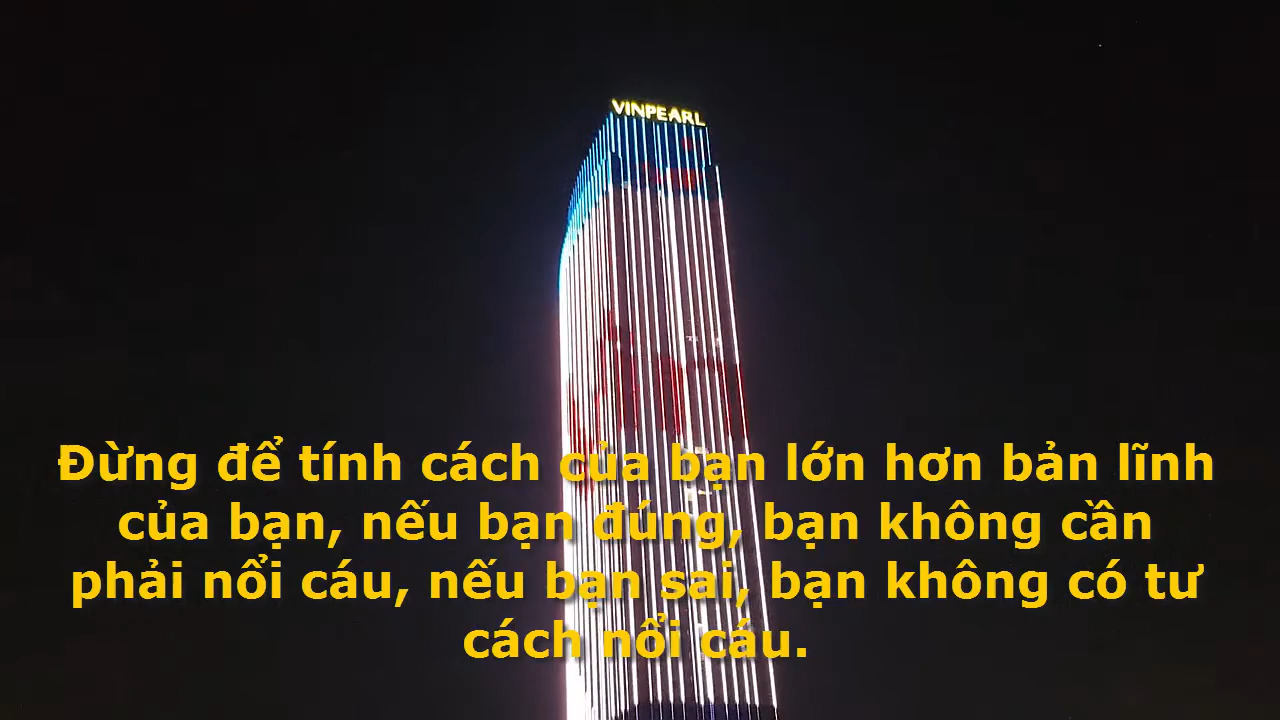 VINPEARL
Đừng để tính cách của bạn lớn hơn bản lĩnh
của bạn, nếu bạn đúng, bạn không cần
phải nổi cáu, nếu bạn sai, bạn không có tư
cách nổi cáu.